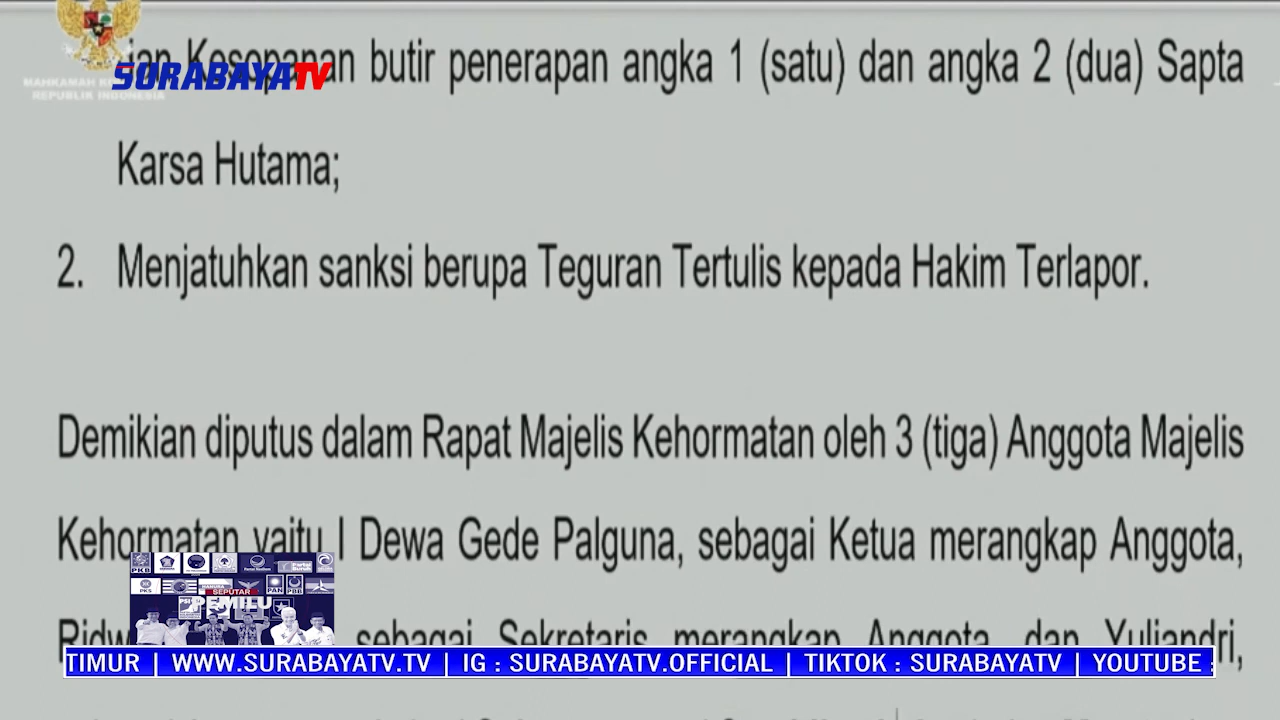 MAHKAMAH
REPUBLIK INDONESIA
SURABAYATV
dan Kesopanan butir penerapan angka 1 (satu) dan angka 2 (dua) Sapta
Karsa Hutama;
2. Menjatuhkan sanksi berupa Teguran Tertulis kepada Hakim Terlapor.
Demikian diputus dalam Rapat Majelis Kehormatan oleh 3 (tiga) Anggota Majelis
Kehormatan yaitu I Dewa Gede Palguna, sebagai Ketua merangkap Anggota,
sebagai Sekretaris merangkap Anggota, dan Yuliandri,
PKB
PKS
PAN
PBB
SEPUTAR
PEMILU
TIMUR | WWW.SURABAYATV.TV | IG : SURABAYATV.OFFICIAL | TIKTOK : SURABAYATV | YOUTUBE :